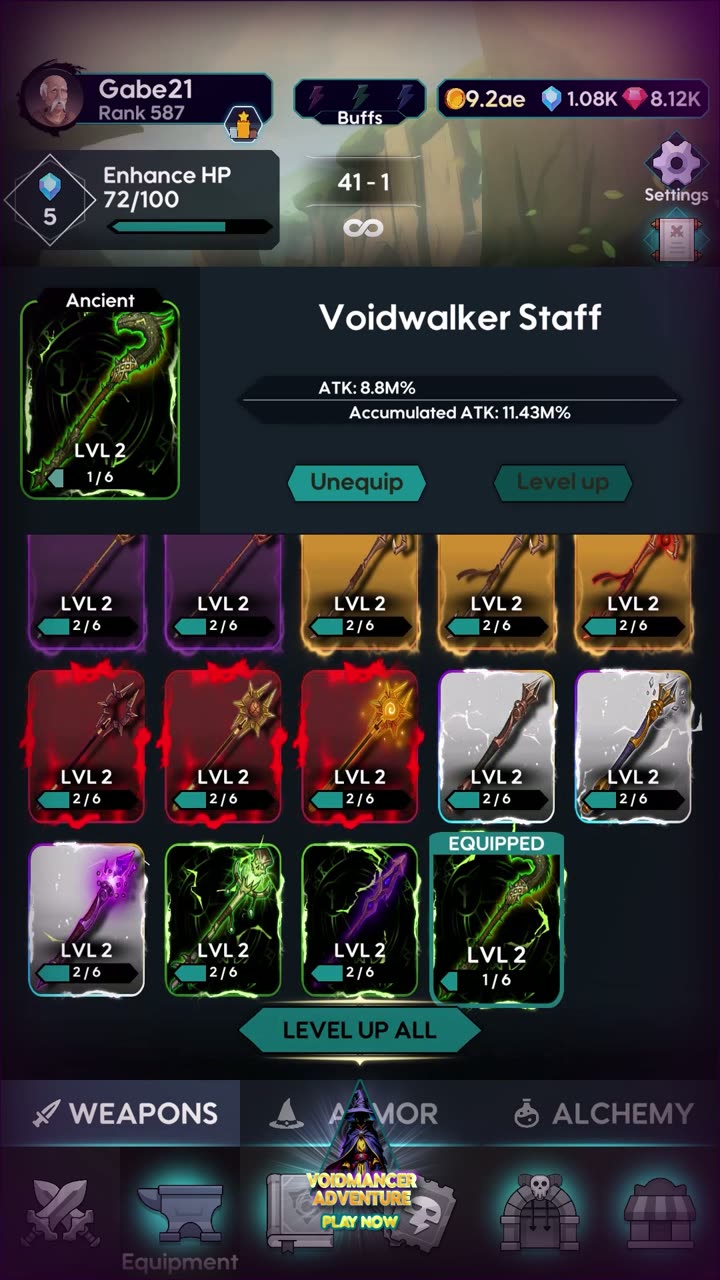 Gabe21
Rank 587
Buffs
9.2ae
1.08K
8.12K
5
Enhance HP
72/100
41 - 1
Settings
Ancient
LVL 2
1/6
Voidwalker Staff
ATK: 8.8M%
Accumulated ATK: 11.43M%
Unequip
Level up
LVL 2
2/6
LVL 2
2/6
LVL 2
2/6
LVL 2
2/6
LVL 2
2/6
LVL 2
2/6
LVL 2
2/6
LVL 2
2/6
LVL 2
2/6
LVL 2
2/6
LVL 2
2/6
LVL 2
2/6
LVL 2
2/6
EQUIPPED
LVL 2
1/6
LEVEL UP ALL
WEAPONS
ARMOR
ALCHEMY
VOIDMANCER
ADVENTURE
PLAY NOW
Equipment